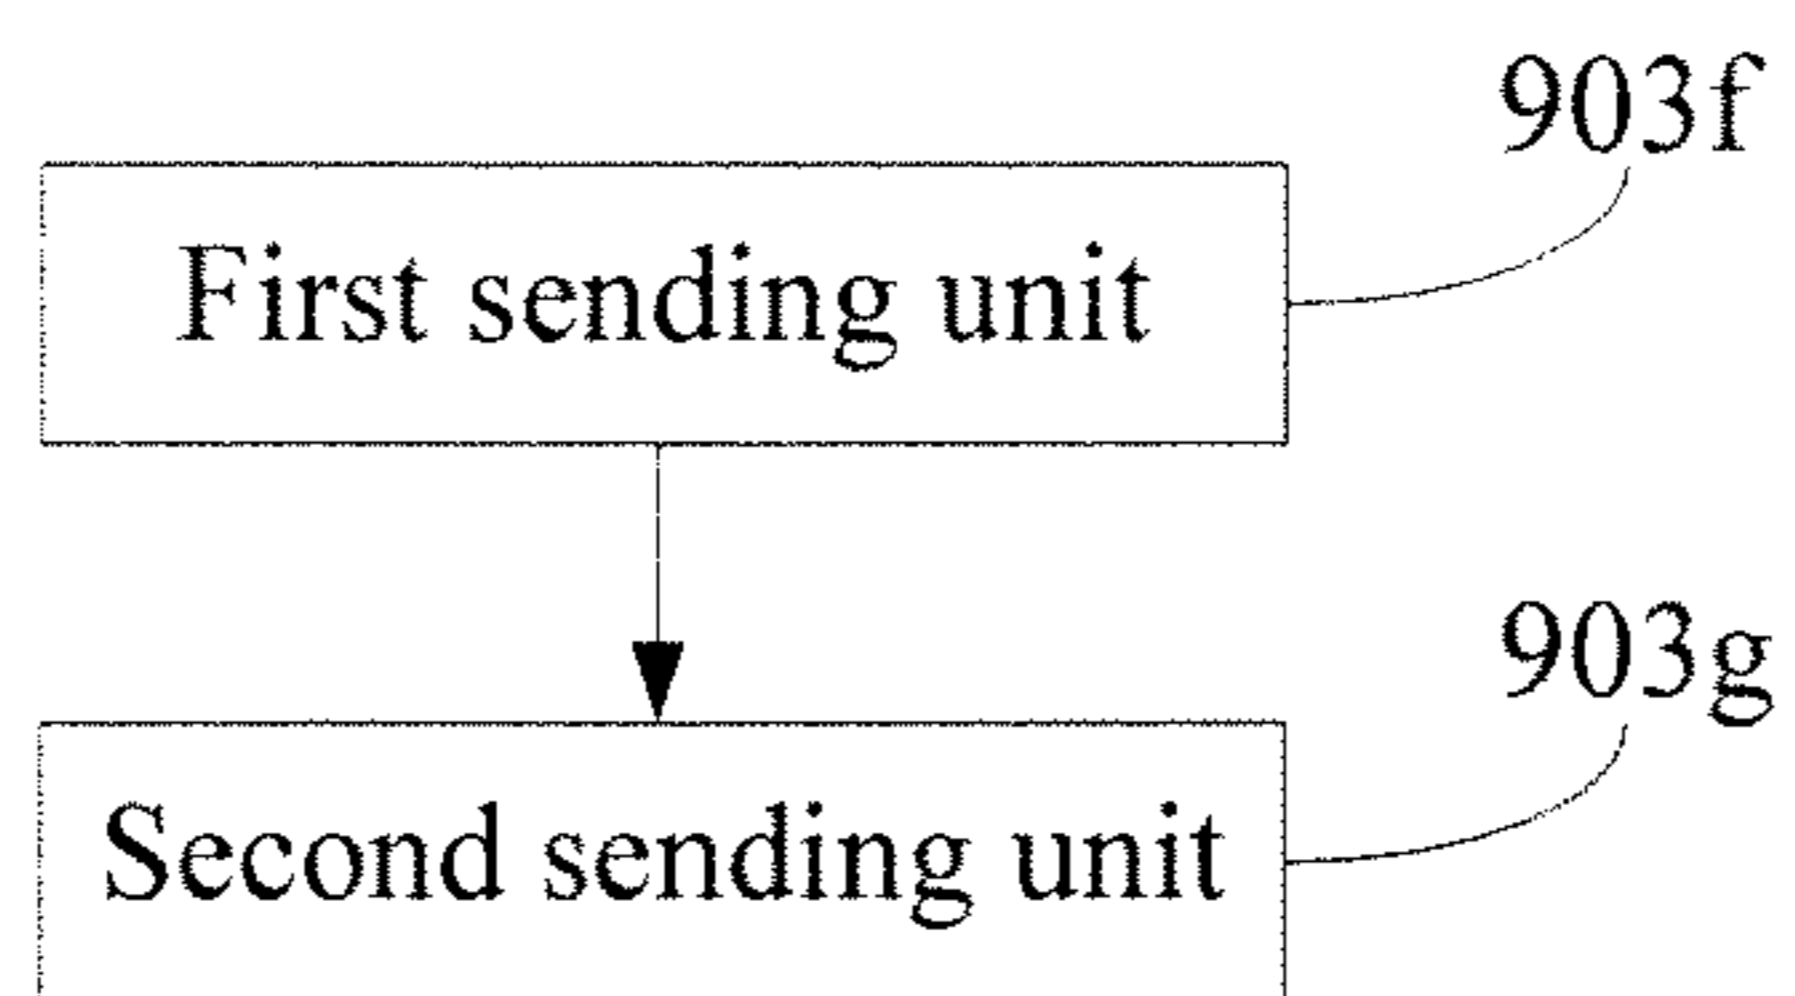 903f
First sending unit
903g
Second sending unit